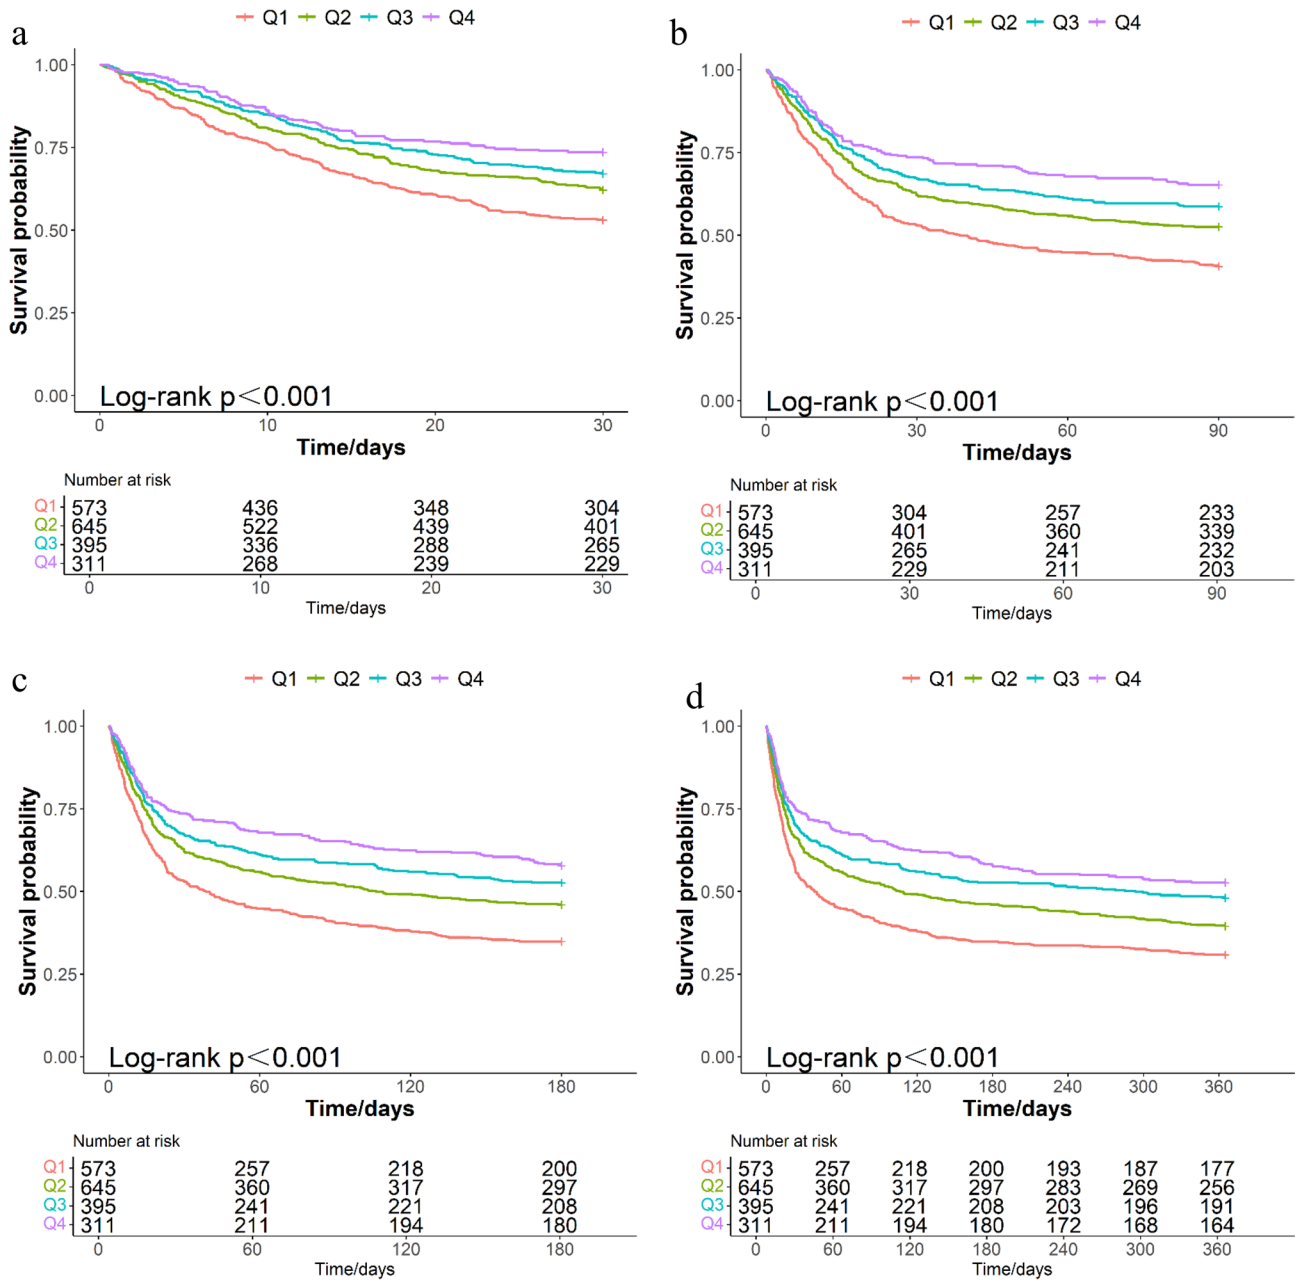 a
Q1 Q2 Q3 Q4
Survival probability
1.00
0.75
0.50
0.25
0.00
Log-rank p<0.001
0 10 20 30
Time/days
Number at risk
Q1 573 436 348 304
Q2 645 522 439 401
Q3 395 336 288 265
Q4 311 268 239 229
0 10 20 30
Time/days
b
Q1 Q2 Q3 Q4
Survival probability
1.00
0.75
0.50
0.25
0.00
Log-rank p<0.001
0 30 60 90
Time/days
Number at risk
Q1 573 304 257 233
Q2 645 401 360 339
Q3 395 265 241 232
Q4 311 229 211 203
0 30 60 90
Time/days
c
Q1 Q2 Q3 Q4
Survival probability
1.00
0.75
0.50
0.25
0.00
Log-rank p<0.001
0 60 120 180
Time/days
Number at risk
Q1 573 257 218 200
Q2 645 360 317 297
Q3 395 241 221 208
Q4 311 211 194 180
0 60 120 180
Time/days
d
Q1 Q2 Q3 Q4
Survival probability
1.00
0.75
0.50
0.25
0.00
Log-rank p<0.001
0 60 120 180 240 300 360
Time/days
Number at risk
Q1 573 257 218 200 193 187 177
Q2 645 360 317 297 283 269 256
Q3 395 241 221 208 203 196 191
Q4 311 211 194 180 172 168 164
0 60 120 180 240 300 360
Time/days